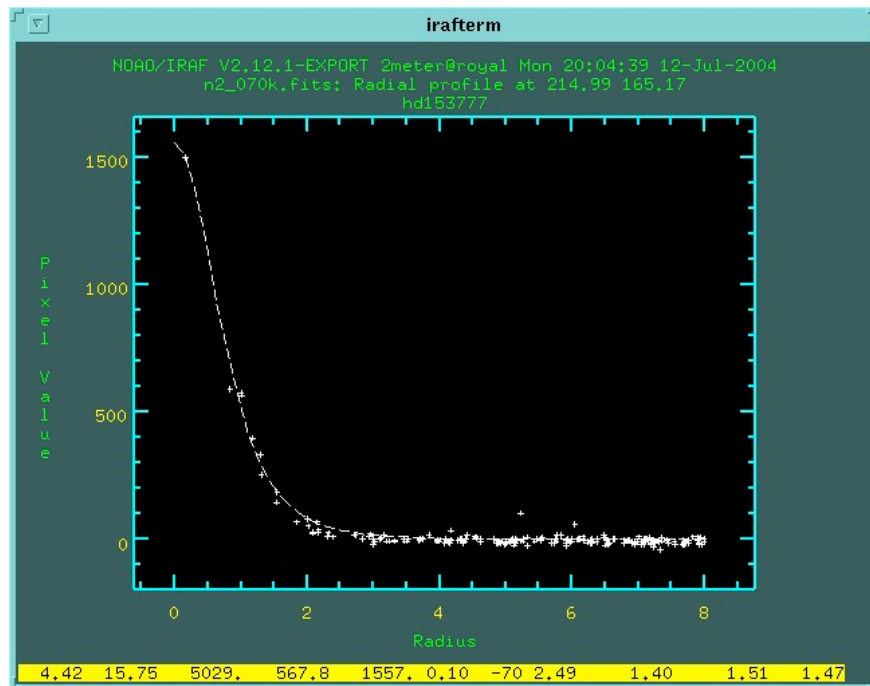 irafterm
NOAO/IRAF V2.12.1-EXPORT 2meter@royal Mon 20:04:39 12-Jul-2004
n2_070k.fits: Radial profile at 214.99 165.17
hd153777
1500
1000
500
0
Pixel Value
0 2 4 6 8
Radius
4.42 15.75 5029. 567.8 1557. 0.10 -70 2.49 1.40 1.51 1.47